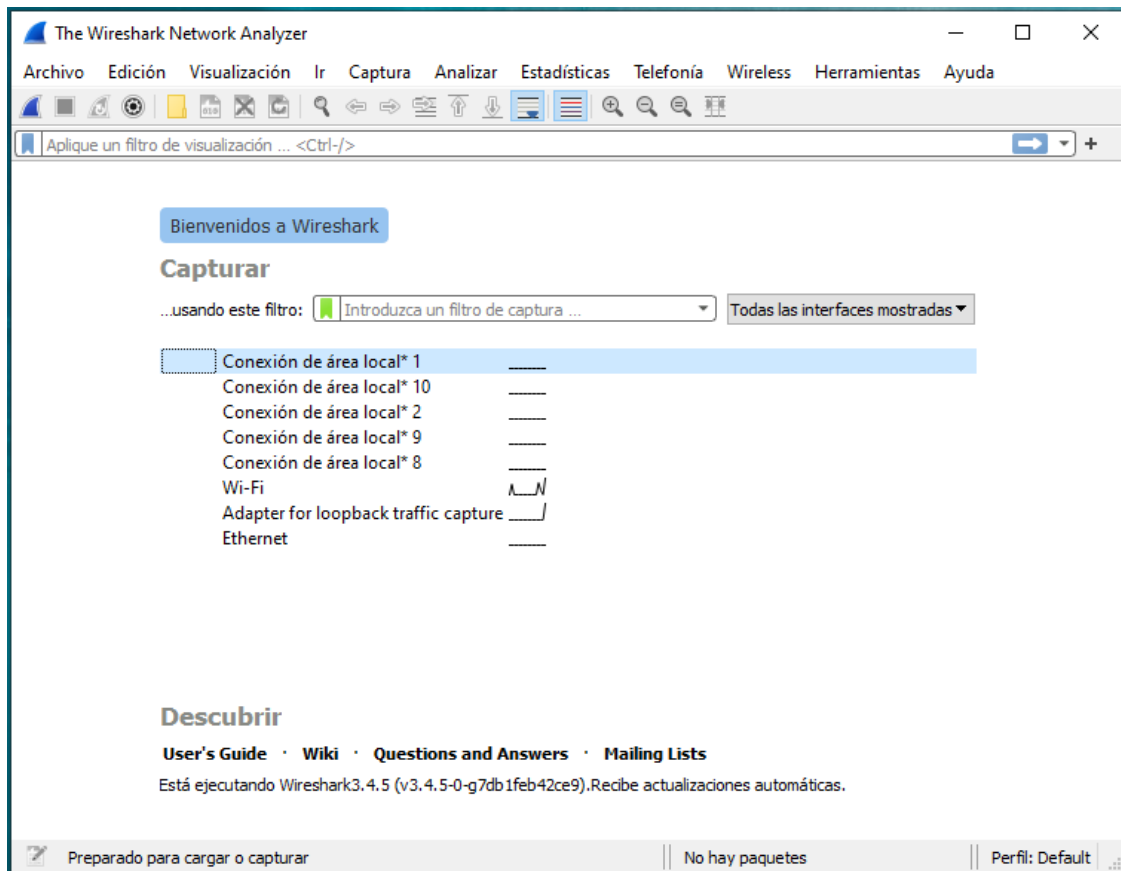 The Wireshark Network Analyzer
Archivo Edición Visualización Ir Captura Analizar Estadísticas Telefonía Wireless Herramientas Ayuda
Aplique un filtro de visualización ... <Ctrl-/>
Bienvenidos a Wireshark
Capturar
...usando este filtro: Introduzca un filtro de captura ... Todas las interfaces mostradas
Conexión de área local* 1
Conexión de área local* 10
Conexión de área local* 2
Conexión de área local* 9
Conexión de área local* 8
Wi-Fi
Adapter for loopback traffic capture
Ethernet
Descubrir
User's Guide · Wiki · Questions and Answers · Mailing Lists
Está ejecutando Wireshark3.4.5 (v3.4.5-0-g7db1feb42ce9).Recibe actualizaciones automáticas.
Preparado para cargar o capturar No hay paquetes Perfil: Default